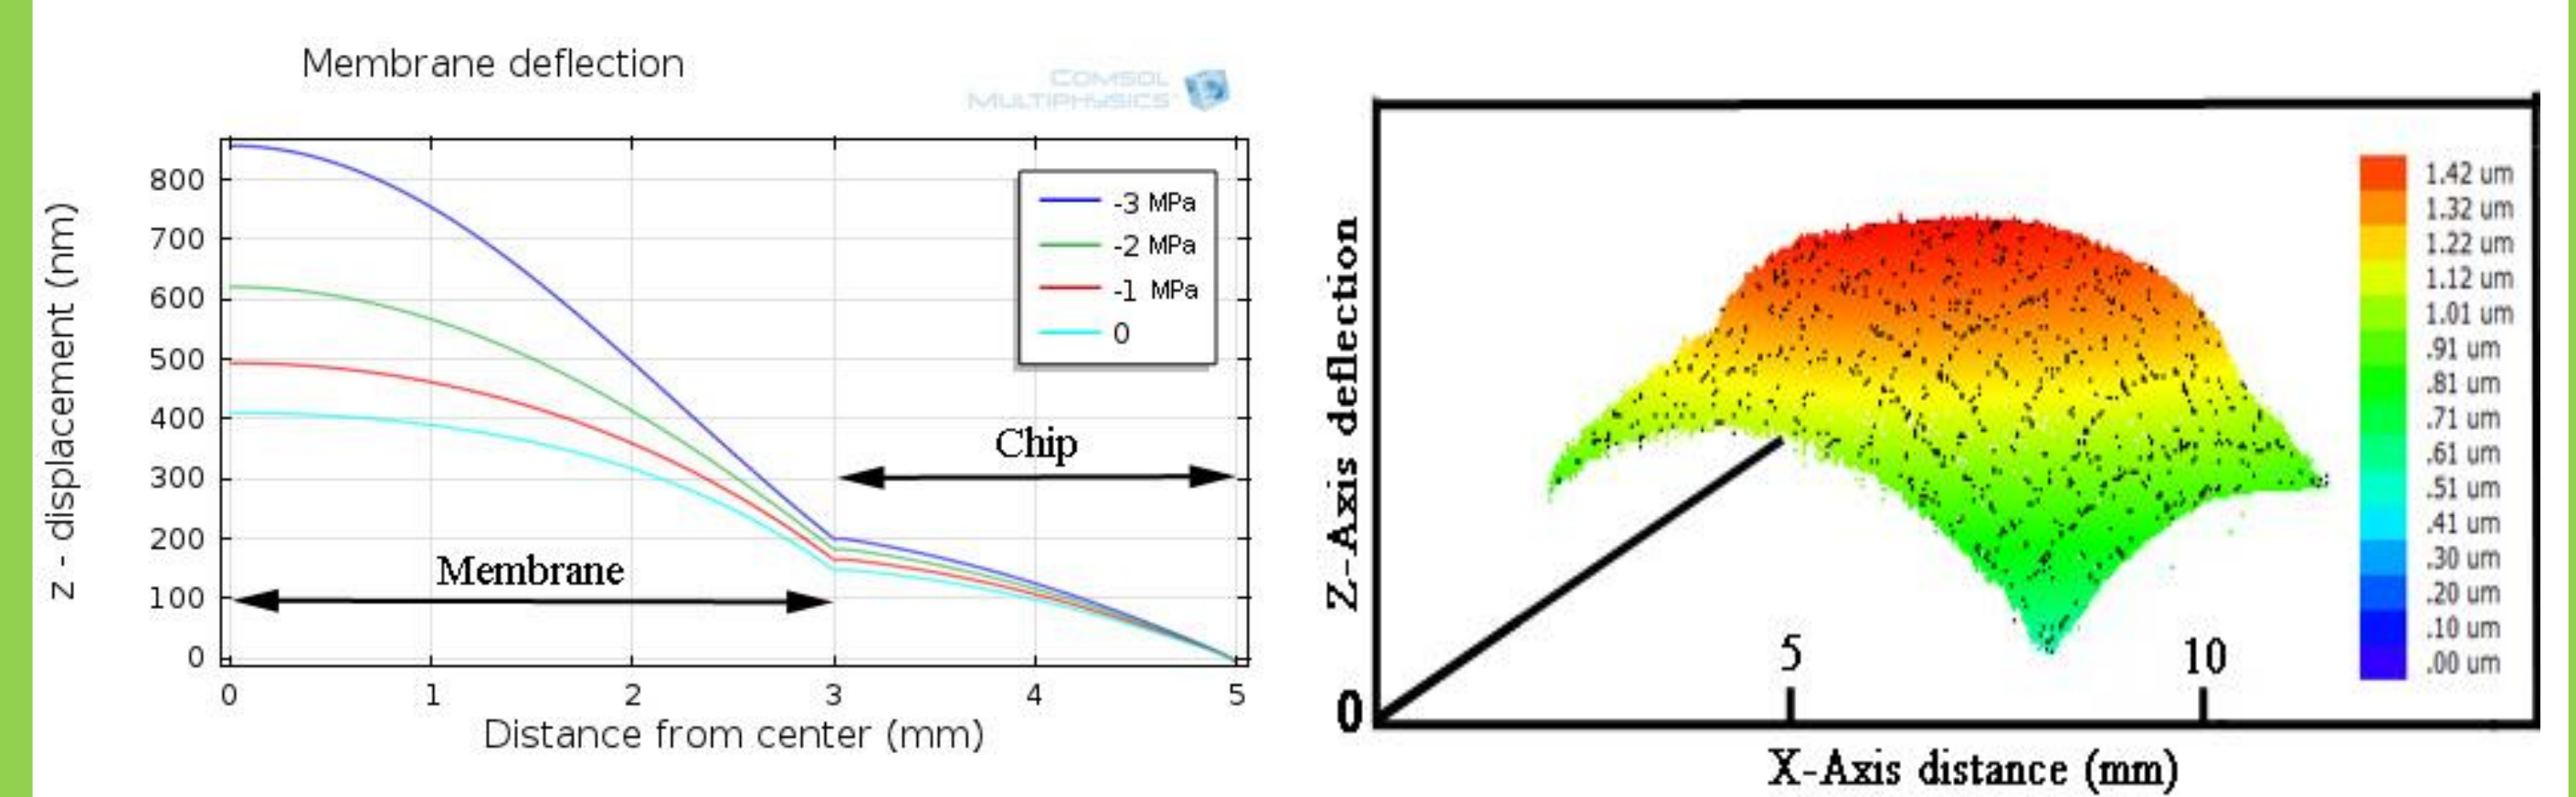 Membrane deflection
COMSOL
MULTIPHYSICS
z - displacement (nm)
800
700
600
500
400
300
200
100
0
-3 MPa
-2 MPa
-1 MPa
0
Chip
Membrane
0 1 2 3 4 5
Distance from center (mm)
Z-Axis deflection
1.42 um
1.32 um
1.22 um
1.12 um
1.01 um
.91 um
.81 um
.71 um
.61 um
.51 um
.41 um
.30 um
.20 um
.10 um
.00 um
5 10
0
X-Axis distance (mm)